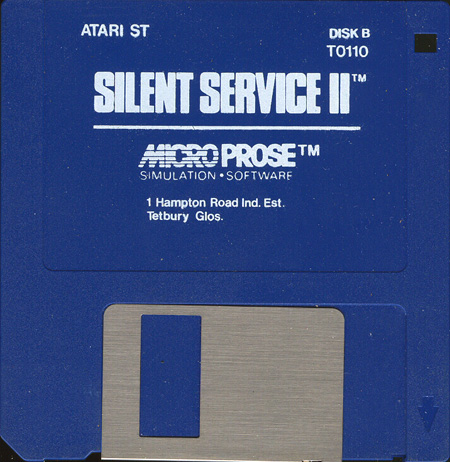 ATARI ST
DISK B
T0110
SILENT SERVICE II™
MICROPROSE™
SIMULATION • SOFTWARE
1 Hampton Road Ind. Est.
Tetbury Glos.